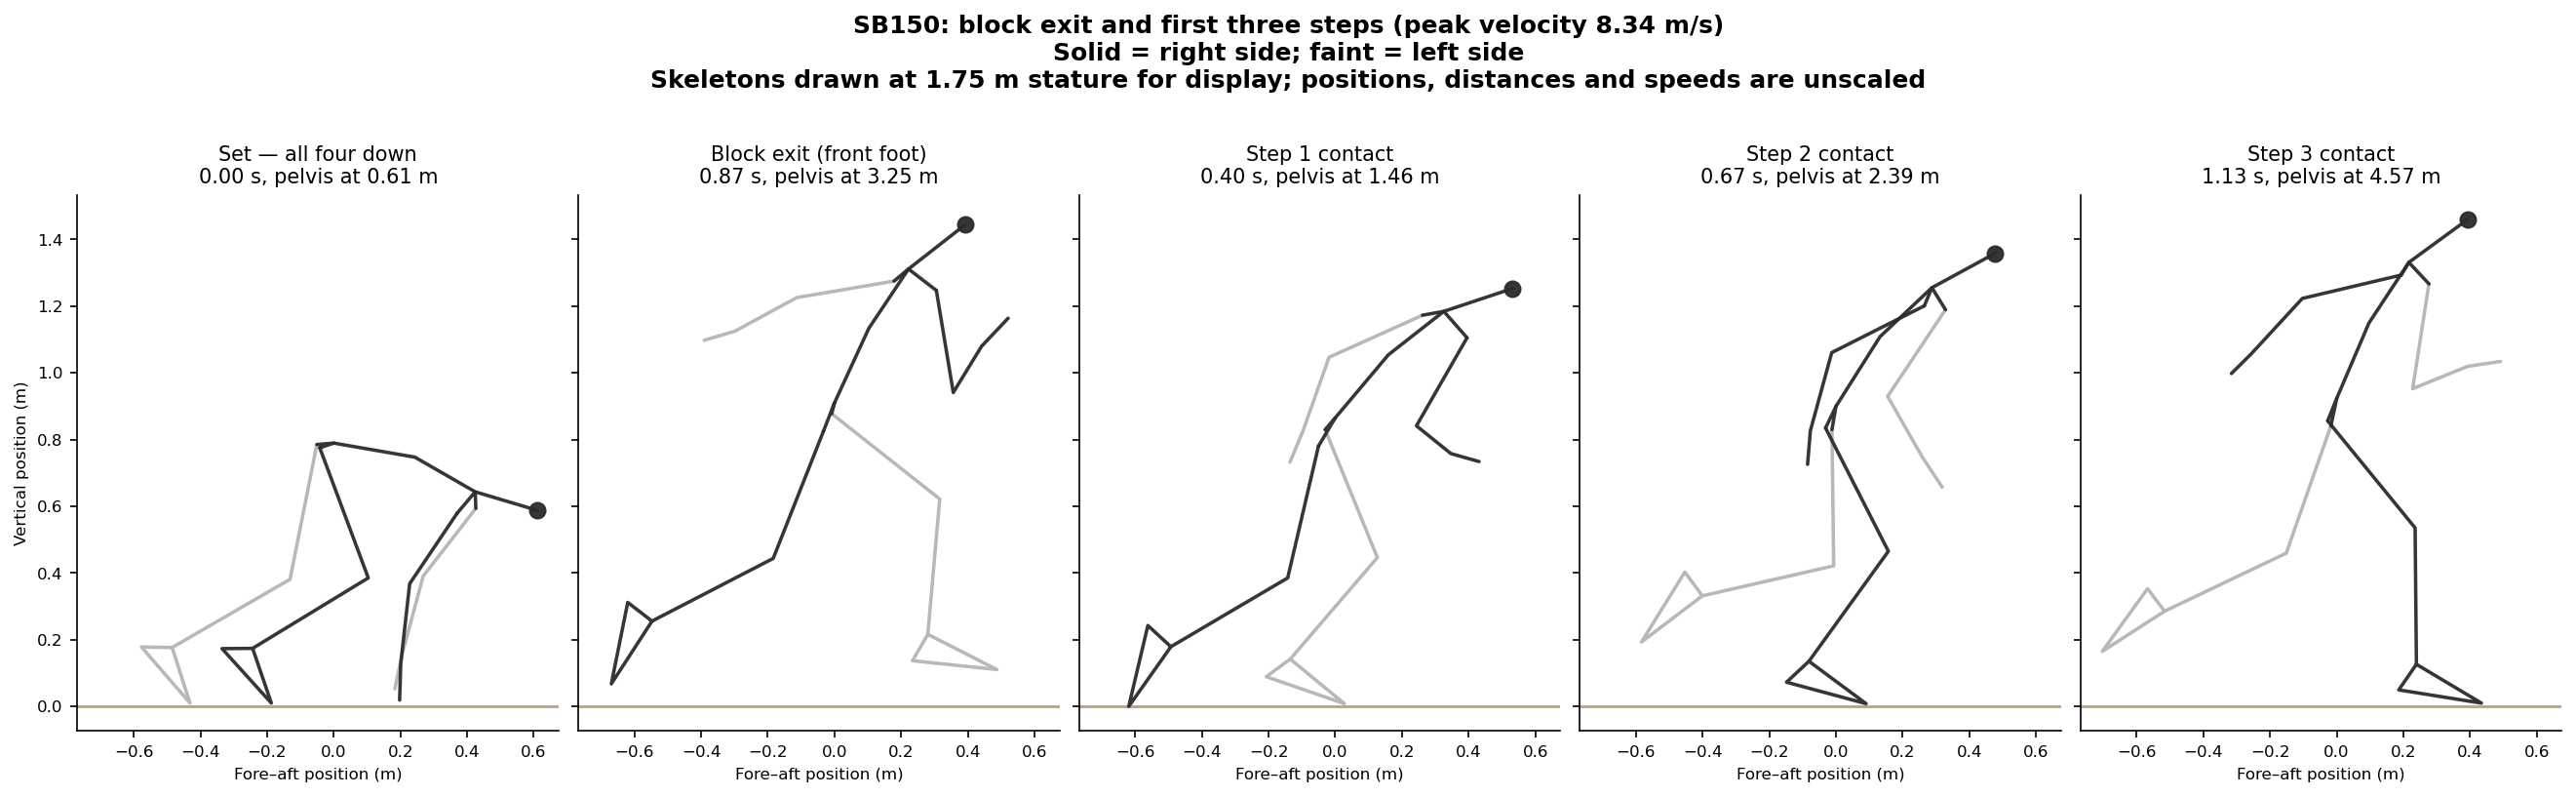 SB150: block exit and first three steps (peak velocity 8.34 m/s)
Solid = right side; faint = left side
Skeletons drawn at 1.75 m stature for display; positions, distances and speeds are unscaled
Set — all four down
0.00 s, pelvis at 0.61 m
Block exit (front foot)
0.87 s, pelvis at 3.25 m
Step 1 contact
0.40 s, pelvis at 1.46 m
Step 2 contact
0.67 s, pelvis at 2.39 m
Step 3 contact
1.13 s, pelvis at 4.57 m
Vertical position (m)
1.4
1.2
1.0
0.8
0.6
0.4
0.2
0.0
−0.6 −0.4 −0.2 0.0 0.2 0.4 0.6
Fore–aft position (m)
−0.6 −0.4 −0.2 0.0 0.2 0.4 0.6
Fore–aft position (m)
−0.6 −0.4 −0.2 0.0 0.2 0.4 0.6
Fore–aft position (m)
−0.6 −0.4 −0.2 0.0 0.2 0.4 0.6
Fore–aft position (m)
−0.6 −0.4 −0.2 0.0 0.2 0.4 0.6
Fore–aft position (m)